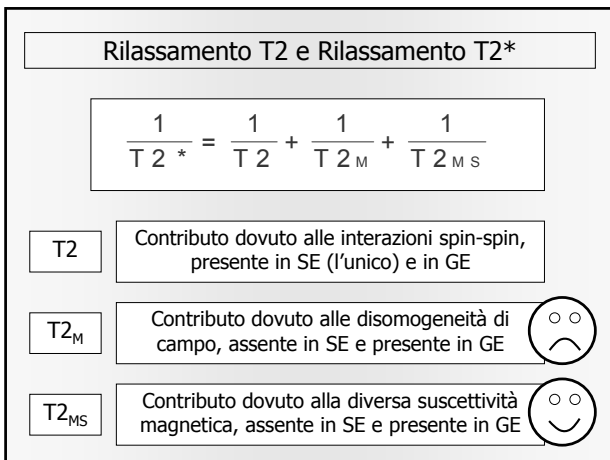 Rilassamento T2 e Rilassamento T2*
1/T2* = 1/T2 + 1/T2M + 1/T2MS
T2
Contributo dovuto alle interazioni spin-spin,
presente in SE (l’unico) e in GE
T2M
Contributo dovuto alle disomogeneità di
campo, assente in SE e presente in GE
T2MS
Contributo dovuto alla diversa suscettività
magnetica, assente in SE e presente in GE